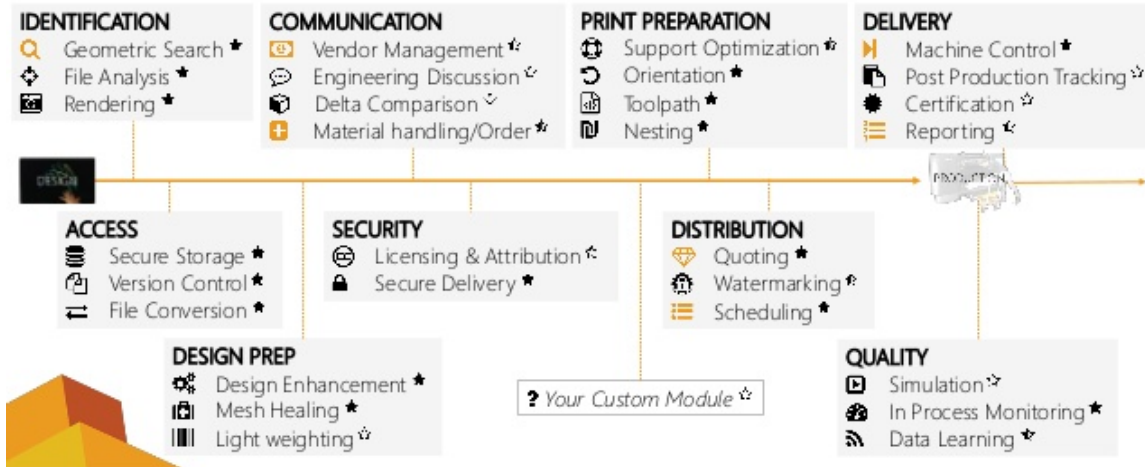 IDENTIFICATION
Geometric Search
File Analysis
Rendering
COMMUNICATION
Vendor Management
Engineering Discussion
Delta Comparison
Material handling/Order
PRINT PREPARATION
Support Optimization
Orientation
Toolpath
Nesting
DELIVERY
Machine Control
Post Production Tracking
Certification
Reporting
DESIGN
PRODUCTION
ACCESS
Secure Storage
Version Control
File Conversion
SECURITY
Licensing & Attribution
Secure Delivery
DISTRIBUTION
Quoting
Watermarking
Scheduling
DESIGN PREP
Design Enhancement
Mesh Healing
Light weighting
? Your Custom Module
QUALITY
Simulation
In Process Monitoring
Data Learning